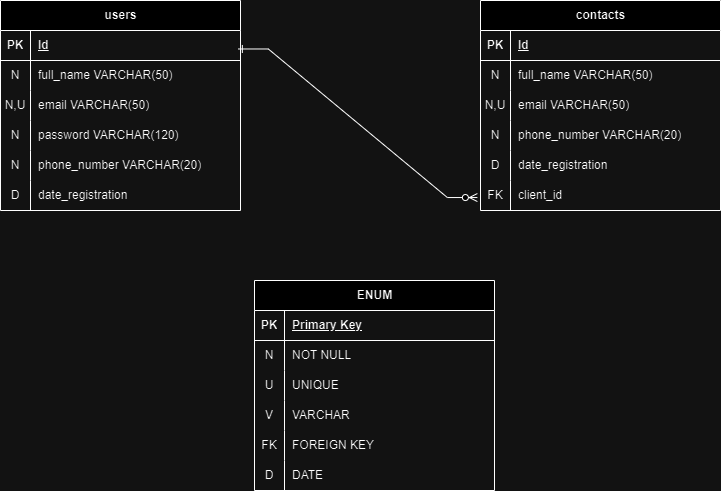 users
PK Id
N full_name VARCHAR(50)
N,U email VARCHAR(50)
N password VARCHAR(120)
N phone_number VARCHAR(20)
D date_registration
contacts
PK Id
N full_name VARCHAR(50)
N,U email VARCHAR(50)
N phone_number VARCHAR(20)
D date_registration
FK client_id
ENUM
PK Primary Key
N NOT NULL
U UNIQUE
V VARCHAR
FK FOREIGN KEY
D DATE